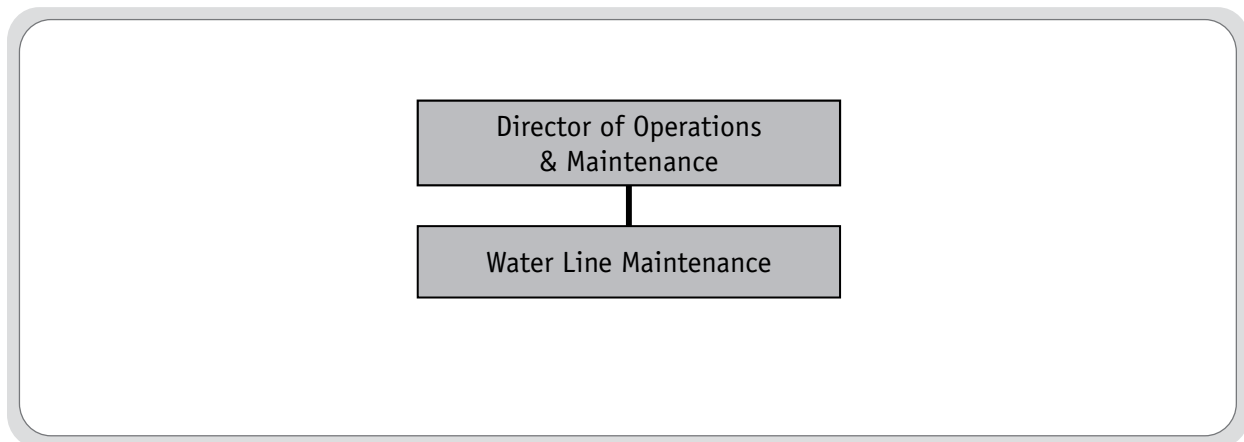 Director of Operations
& Maintenance
Water Line Maintenance